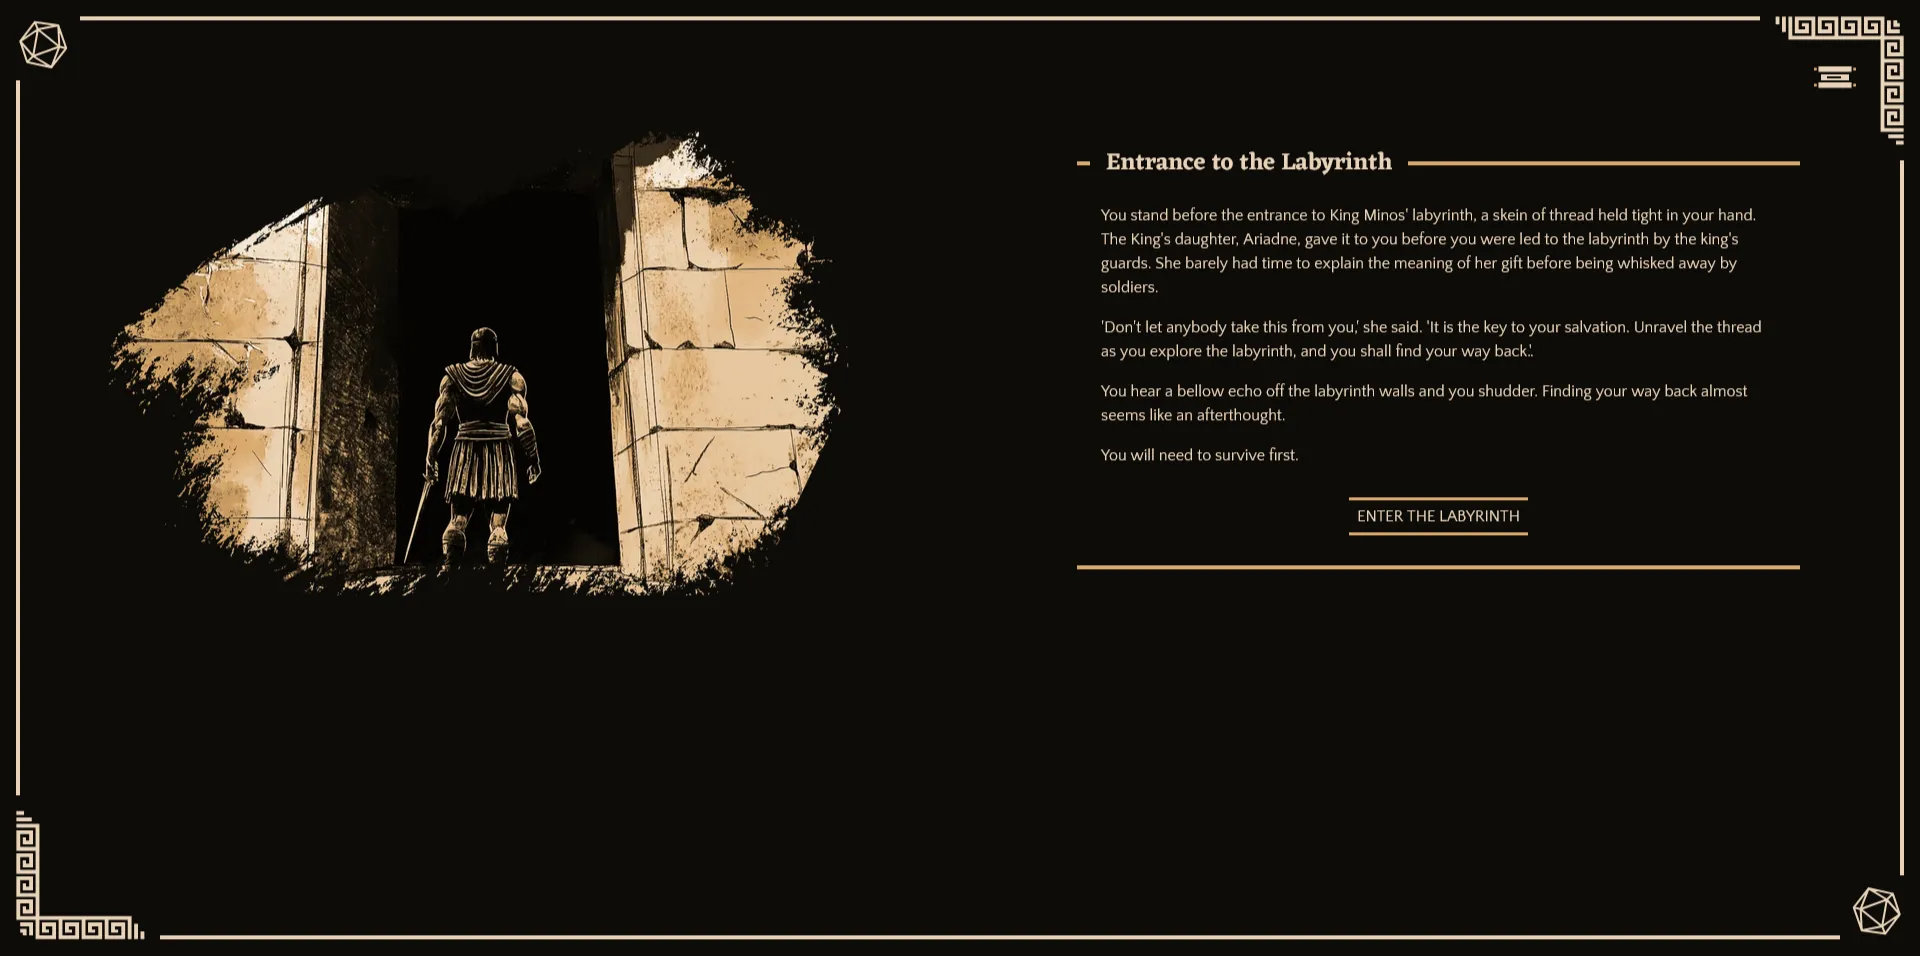 Entrance to the Labyrinth
You stand before the entrance to King Minos' labyrinth, a skein of thread held tight in your hand.
The King's daughter, Ariadne, gave it to you before you were led to the labyrinth by the king's
guards. She barely had time to explain the meaning of her gift before being whisked away by
soldiers.
'Don't let anybody take this from you,' she said. 'It is the key to your salvation. Unravel the thread
as you explore the labyrinth, and you shall find your way back.'.
You hear a bellow echo off the labyrinth walls and you shudder. Finding your way back almost
seems like an afterthought.
You will need to survive first.
ENTER THE LABYRINTH